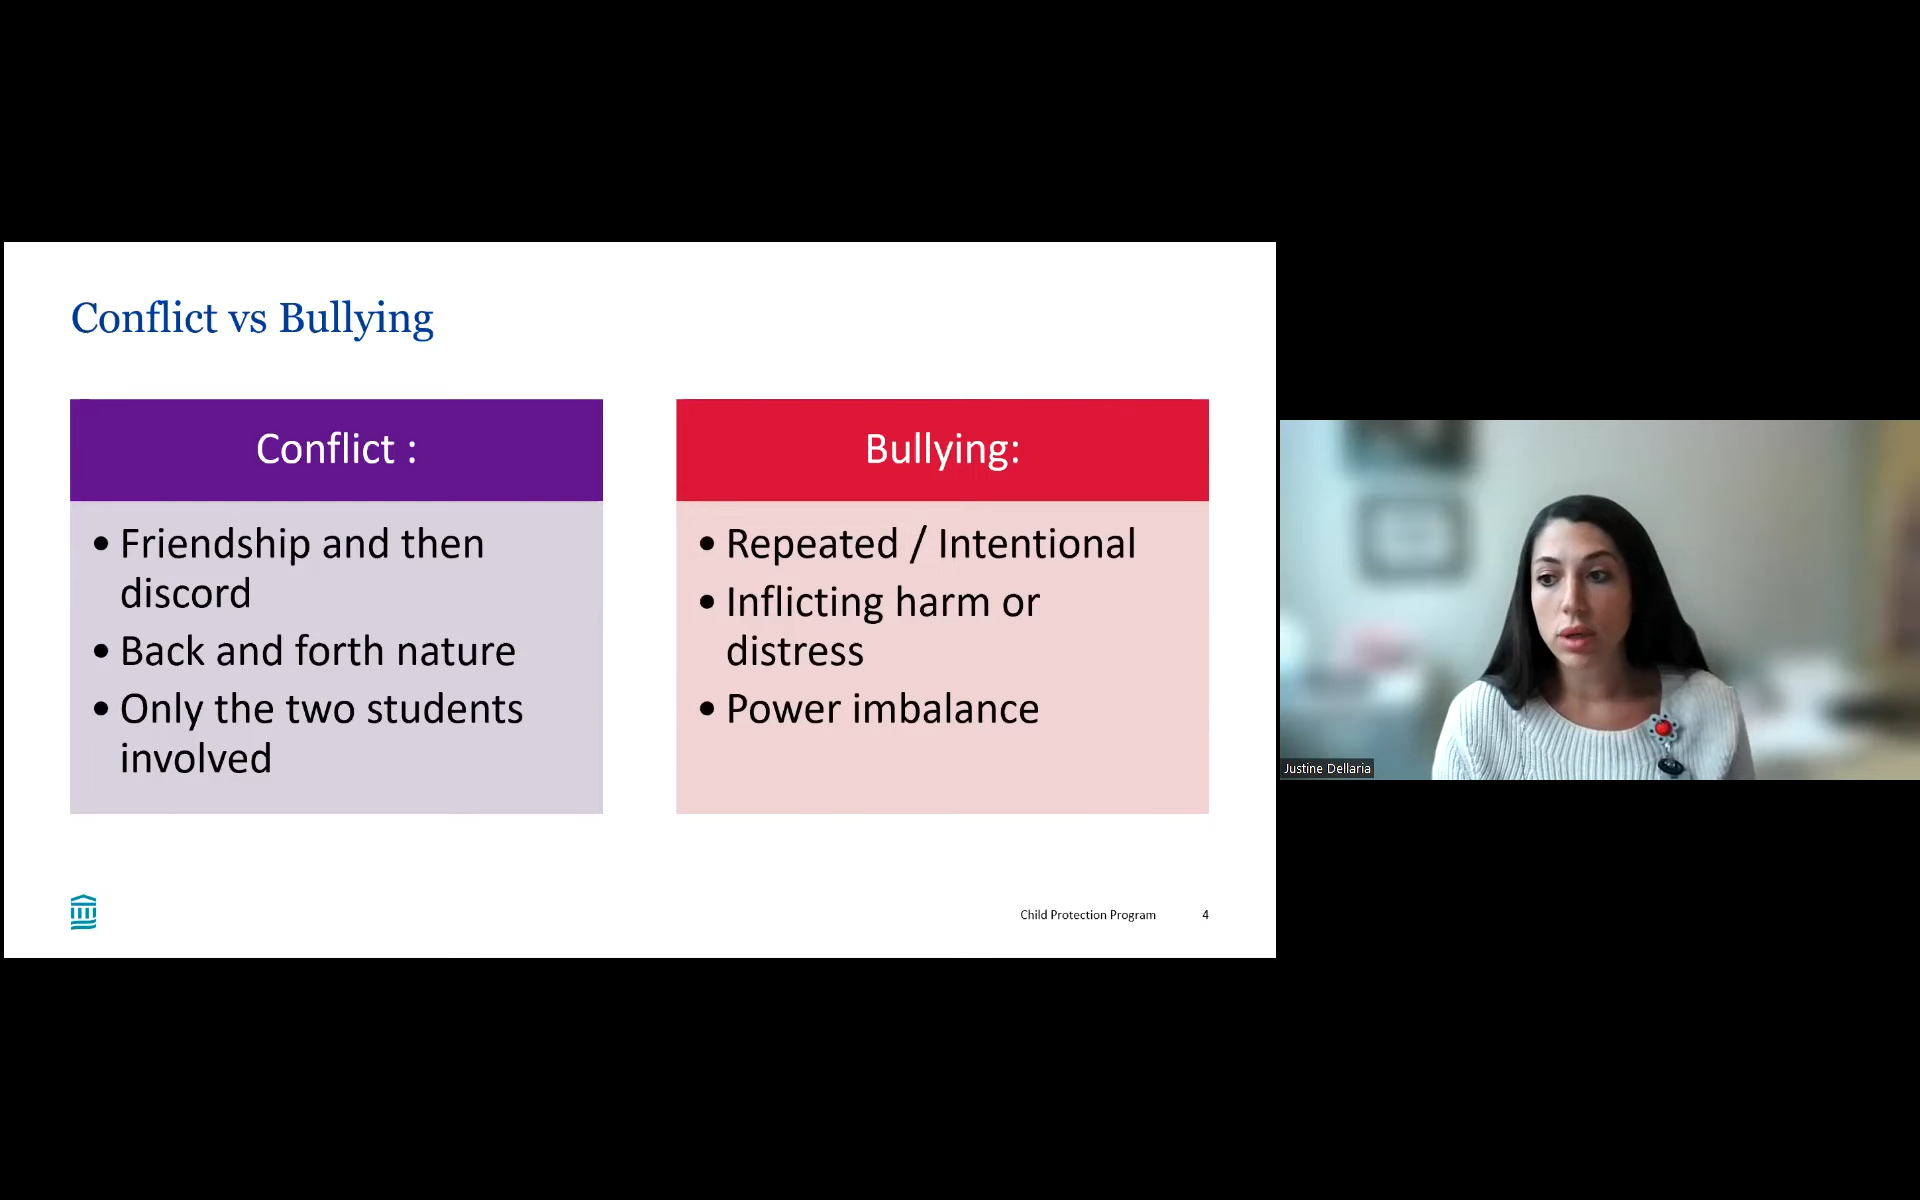 Conflict vs Bullying
Conflict :
• Friendship and then
discord
• Back and forth nature
• Only the two students
involved
Bullying:
• Repeated / Intentional
• Inflicting harm or
distress
• Power imbalance
Child Protection Program
4
Justine Dellaria